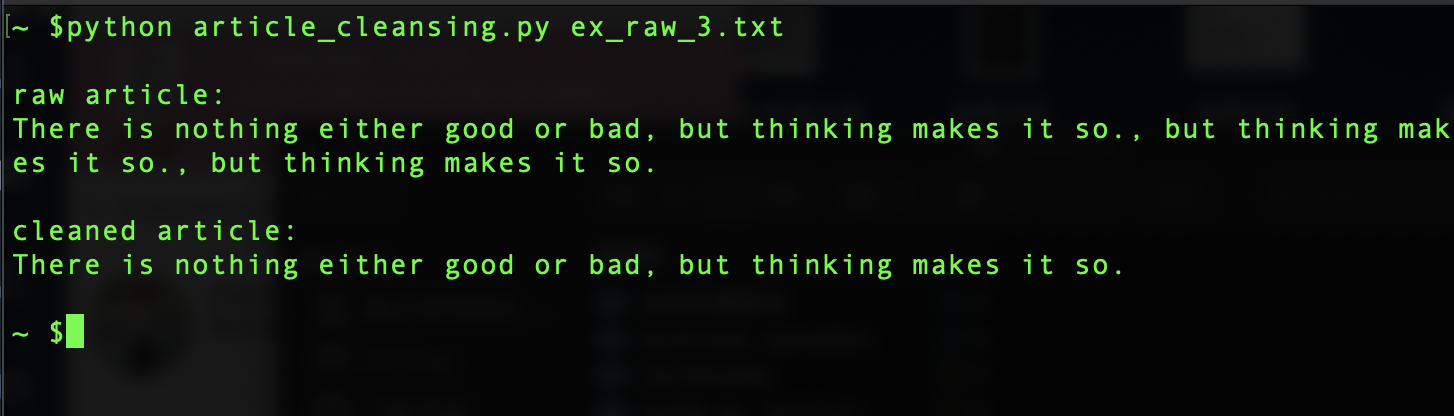 [~ $python article_cleansing.py ex_raw_3.txt
raw article:
There is nothing either good or bad, but thinking makes it so., but thinking mak
es it so., but thinking makes it so.
cleaned article:
There is nothing either good or bad, but thinking makes it so.
~ $